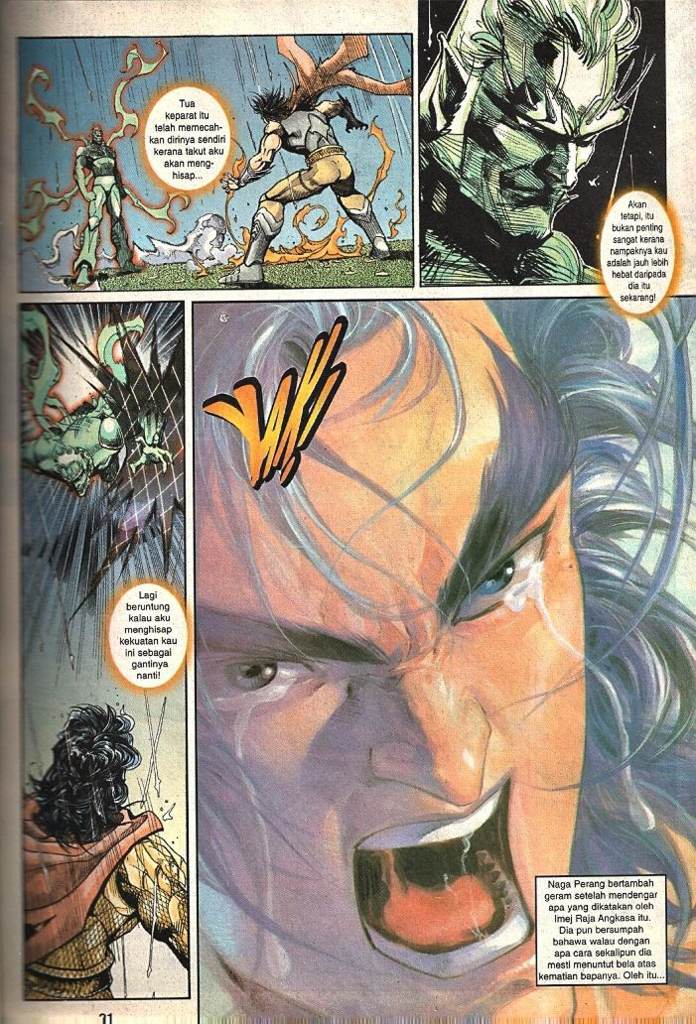 Tua
keparat itu
telah memecah-
kan dirinya sendiri
kerana takut aku
akan meng-
hisap...
Akan
tetapi, itu
bukan penting
sangat kerana
nampaknya kau
adalah jauh lebih
hebat daripada
dia itu
sekarang!
Lagi
beruntung
kalau aku
menghisap
kekuatan kau
ini sebagai
gantinya
nanti!
YAK!
Naga Perang bertambah
geram setelah mendengar
apa yang dikatakan oleh
Imej Raja Angkasa itu.
Dia pun bersumpah
bahawa walau dengan
apa cara sekalipun dia
mesti menuntut bela atas
kematian bapanya. Oleh itu...
31